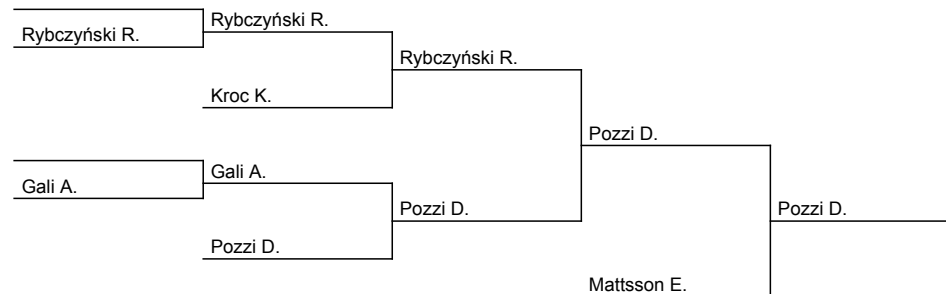 Rybczyński R.
Rybczyński R.
Rybczyński R.
Kroc K.
Pozzi D.
Gali A.
Gali A.
Pozzi D.
Pozzi D.
Pozzi D.
Mattsson E.